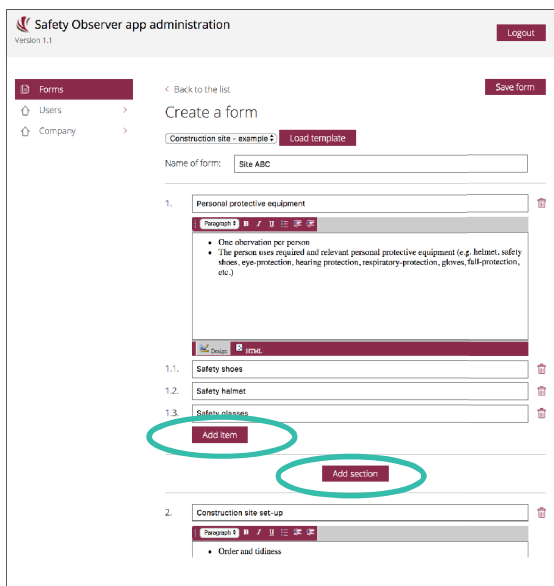 Safety Observer app administration
Version 1.1
Logout
Forms
Users
Company
< Back to the list
Save form
Create a form
Construction site - example
Load template
Name of form:
Site ABC
1.
Personal protective equipment
Paragraph B I U
• One obervation per person
• The person uses required and relevant personal protective equipment (e.g. helmet, safety
shoes, eye-protection, hearing protection, respiratory-protection, gloves, fall-protection,
etc.)
Design HTML
1.1. Safety shoes
1.2. Safety helmet
1.3. Safety glasses
Add item
Add section
2. Construction site set-up
Paragraph B I U
• Order and tidiness